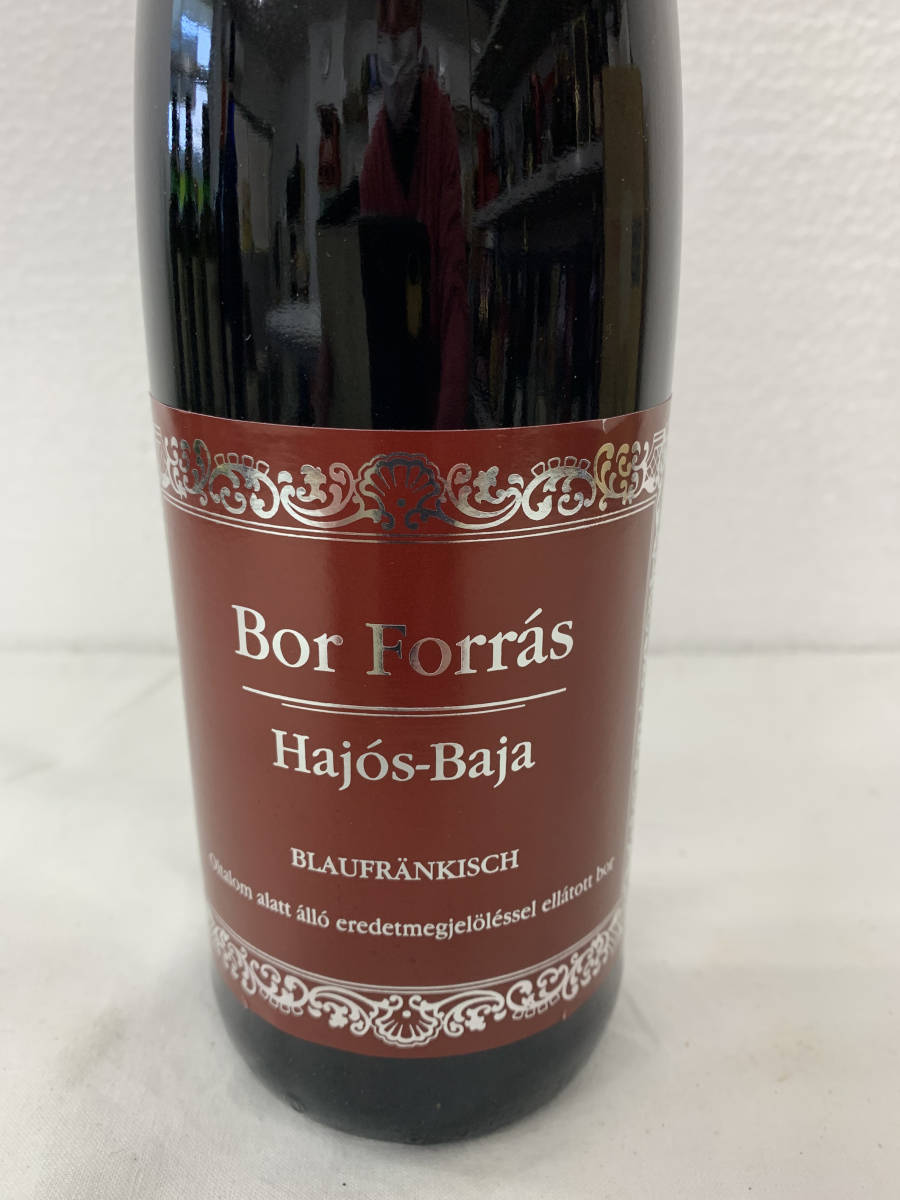 Bor Forrás
Hajós-Baja
BLAUFRÄNKISCH
Oltalom alatt álló eredetmegjelöléssel ellátott bor